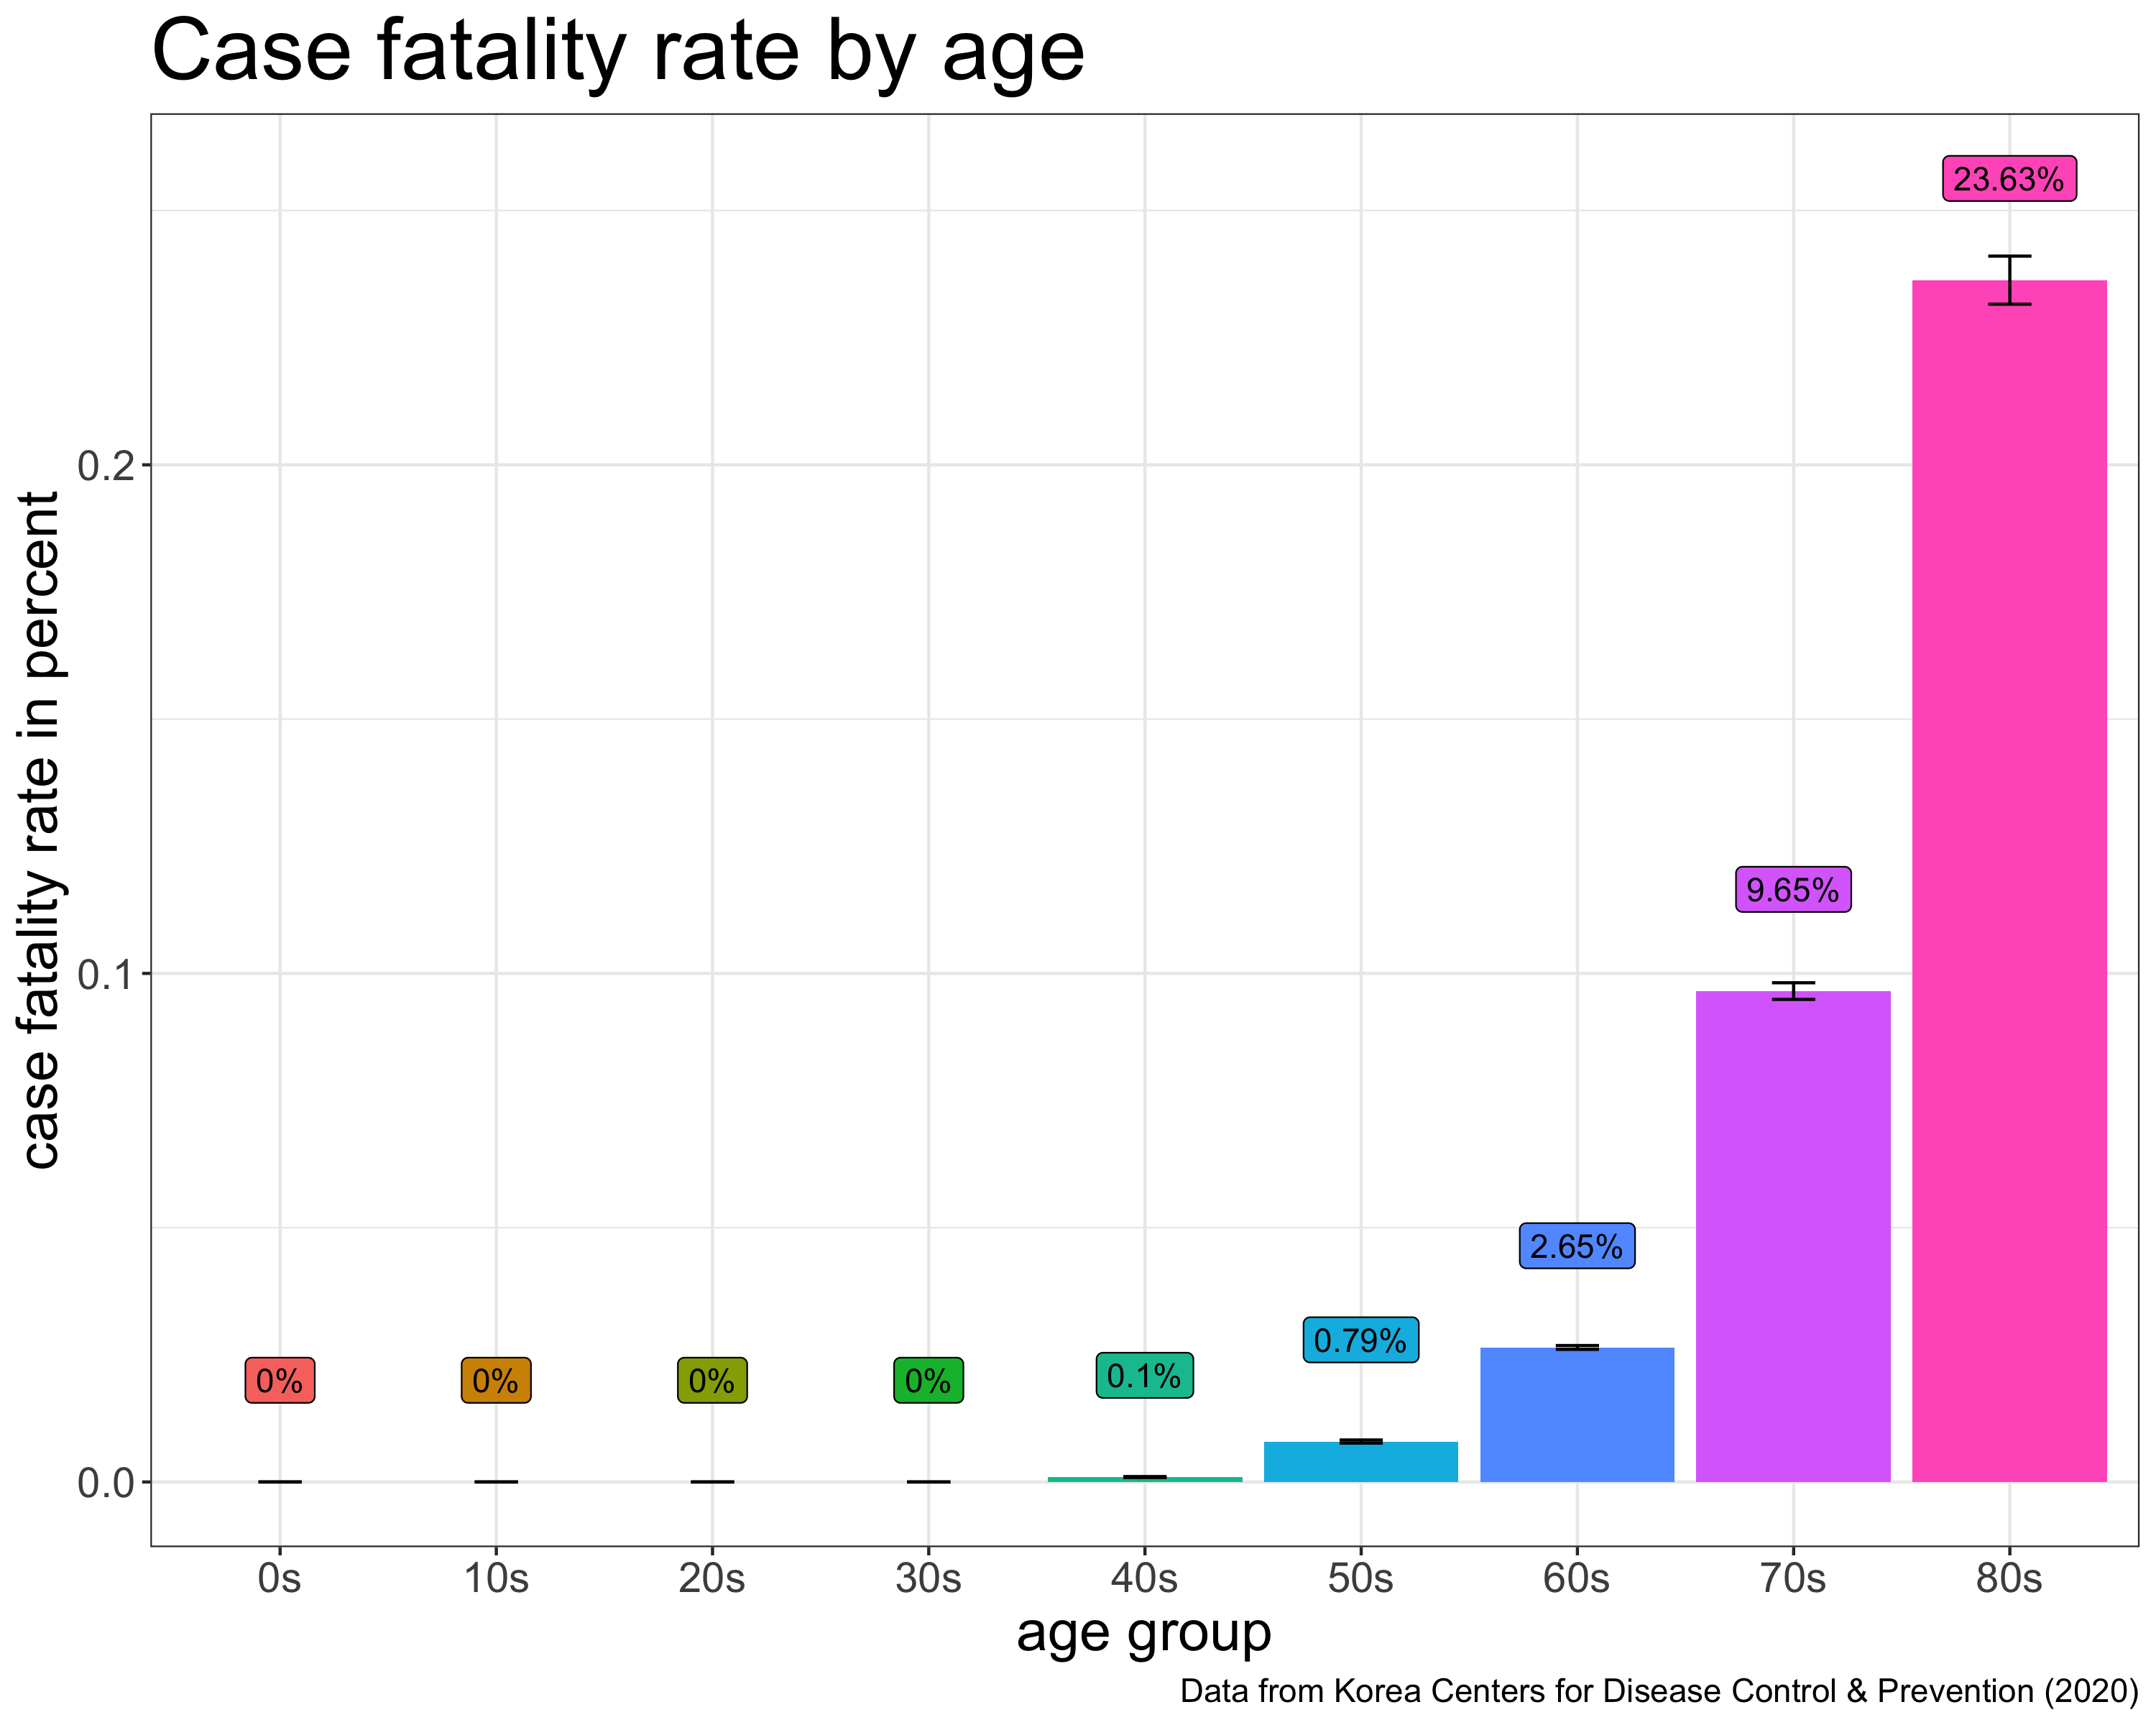 Case fatality rate by age
case fatality rate in percent
0.2
0.1
0.0
23.63%
9.65%
2.65%
0.79%
0.1%
0%
0%
0%
0%
0s
10s
20s
30s
40s
50s
60s
70s
80s
age group
Data from Korea Centers for Disease Control & Prevention (2020)